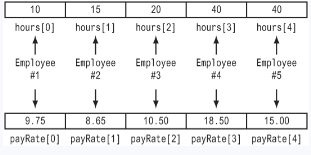 10 15 20 40 40
hours[0] hours[1] hours[2] hours[3] hours[4]
Employee Employee Employee Employee Employee
#1 #2 #3 #4 #5
9.75 8.65 10.50 18.50 15.00
payRate[0] payRate[1] payRate[2] payRate[3] payRate[4]